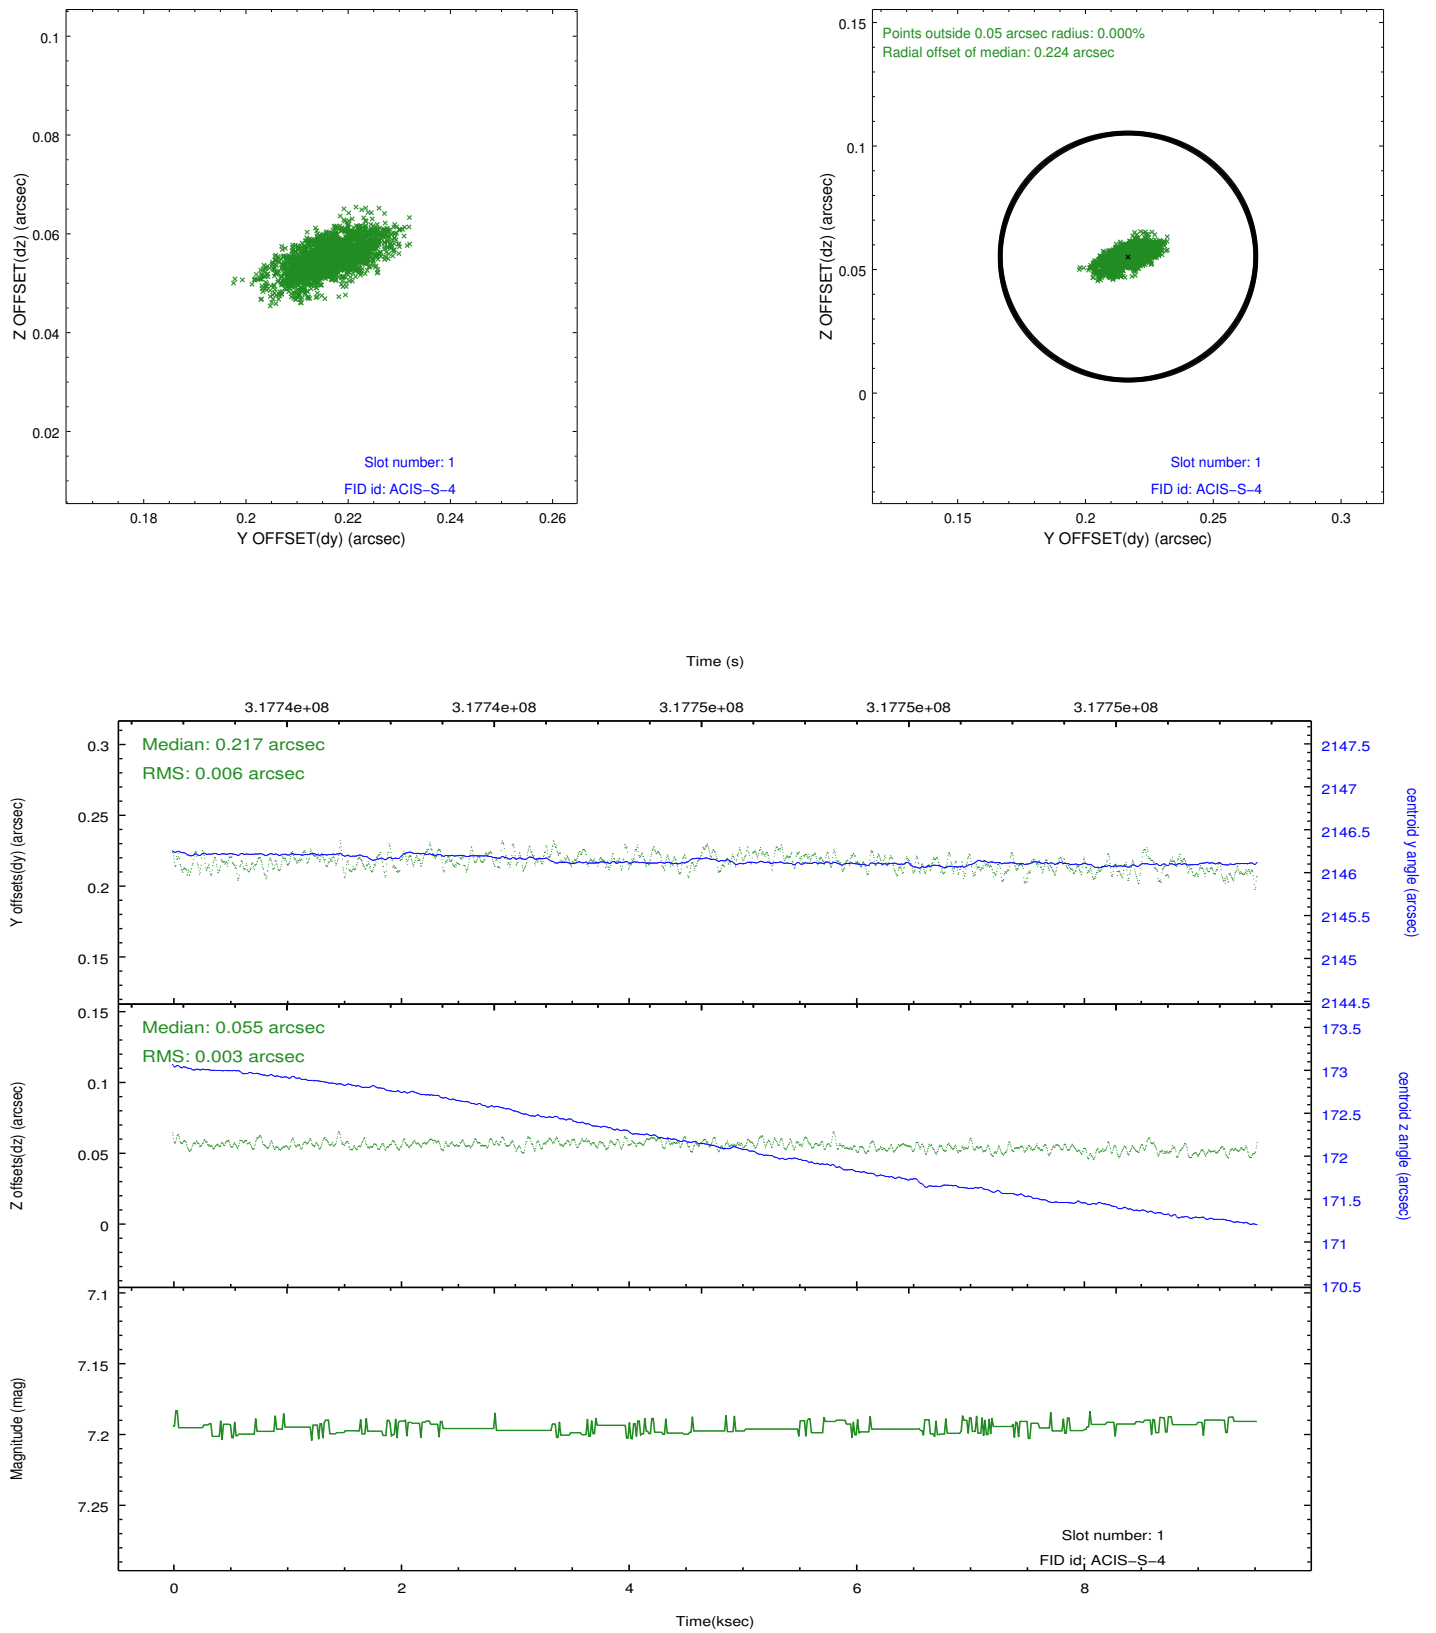 0.1
0.08
0.06
0.04
0.02
Z OFFSET(dz) (arcsec)
Slot number: 1
FID id: ACIS−S−4
0.18
0.2
0.22
0.24
0.26
Y OFFSET(dy) (arcsec)
0.15
0.1
0.05
0
Z OFFSET(dz) (arcsec)
Points outside 0.05 arcsec radius: 0.000%
Radial offset of median: 0.224 arcsec
Slot number: 1
FID id: ACIS−S−4
0.15
0.2
0.25
0.3
Y OFFSET(dy) (arcsec)
Time (s)
3.1774e+08
3.1774e+08
3.1775e+08
3.1775e+08
3.1775e+08
Y offsets(dy) (arcsec)
0.3
0.25
0.2
0.15
Median: 0.217 arcsec
RMS: 0.006 arcsec
2147.5
2147
2146.5
2146
2145.5
2145
2144.5
centroid y angle (arcsec)
Z offsets(dz) (arcsec)
0.15
0.1
0.05
0
Median: 0.055 arcsec
RMS: 0.003 arcsec
173.5
173
172.5
172
171.5
171
170.5
centroid z angle (arcsec)
Magnitude (mag)
7.1
7.15
7.2
7.25
Slot number: 1
FID id: ACIS−S−4
0
2
4
6
8
Time(ksec)